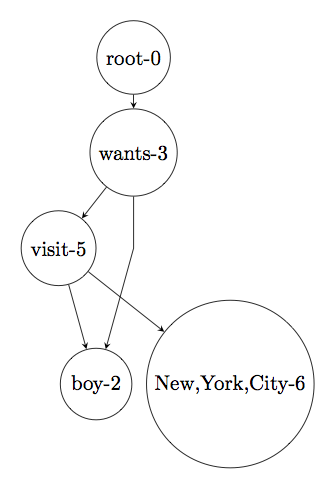 root-0
wants-3
visit-5
boy-2
New,York,City-6